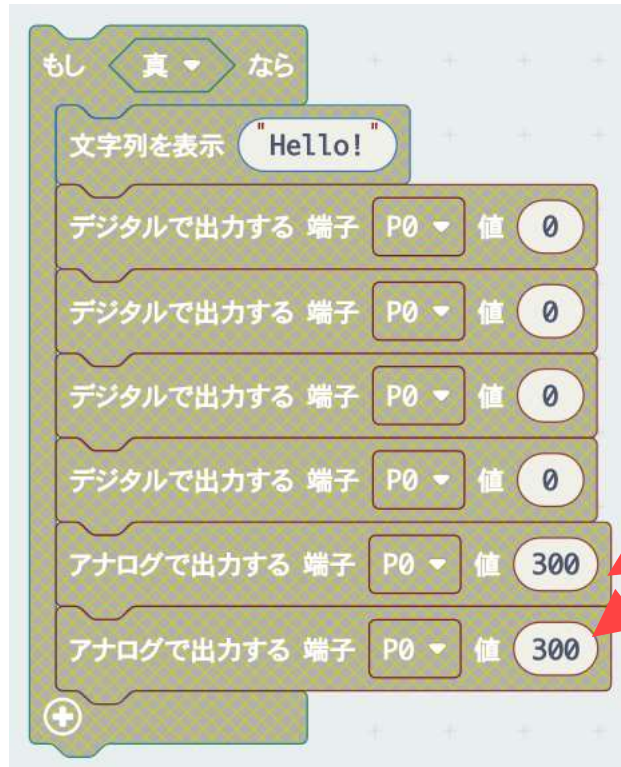 もし 真 なら
文字列を表示 "Hello!"
デジタルで出力する 端子 P0 値 0
デジタルで出力する 端子 P0 値 0
デジタルで出力する 端子 P0 値 0
デジタルで出力する 端子 P0 値 0
アナログで出力する 端子 P0 値 300
アナログで出力する 端子 P0 値 300